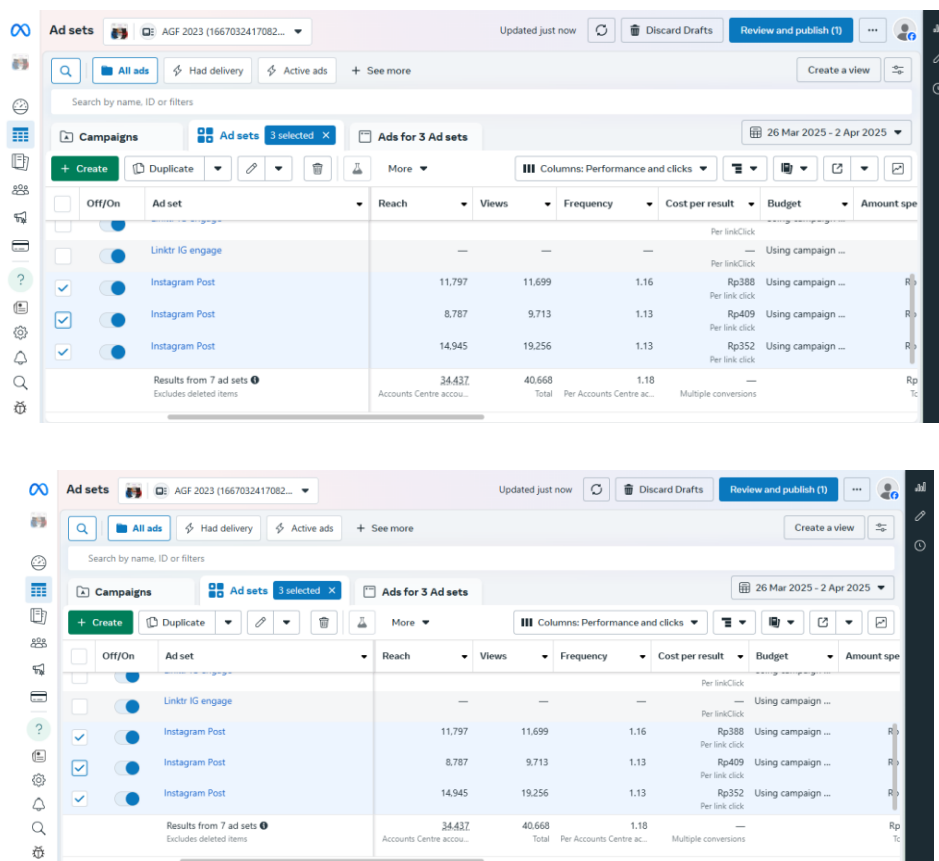 Ad sets AGF 2023 (1667032417082... Updated just now Discard Drafts Review and publish (1) ...
All ads Had delivery Active ads + See more Create a view
Search by name, ID or filters
Campaigns Ad sets 3 selected × Ads for 3 Ad sets 26 Mar 2025 - 2 Apr 2025
+ Create Duplicate More Columns: Performance and clicks
Off/On Ad set Reach Views Frequency Cost per result Budget Amount spe
Per linkClick
Linktr IG engage — — — — Using campaign ...
Per linkClick
Instagram Post 11,797 11,699 1.16 Rp388 Using campaign ...
Per link click
Instagram Post 8,787 9,713 1.13 Rp409 Using campaign ...
Per link click
Instagram Post 14,945 19,256 1.13 Rp352 Using campaign ...
Per link click
Results from 7 ad sets 34,437 40,668 1.18 — Rp
Excludes deleted items Accounts Centre accou... Total Per Accounts Centre ac... Multiple conversions Tc
Ad sets AGF 2023 (1667032417082... Updated just now Discard Drafts Review and publish (1) ...
All ads Had delivery Active ads + See more Create a view
Search by name, ID or filters
Campaigns Ad sets 3 selected × Ads for 3 Ad sets 26 Mar 2025 - 2 Apr 2025
+ Create Duplicate More Columns: Performance and clicks
Off/On Ad set Reach Views Frequency Cost per result Budget Amount spe
Per linkClick
Linktr IG engage — — — — Using campaign ...
Per linkClick
Instagram Post 11,797 11,699 1.16 Rp388 Using campaign ...
Per link click
Instagram Post 8,787 9,713 1.13 Rp409 Using campaign ...
Per link click
Instagram Post 14,945 19,256 1.13 Rp352 Using campaign ...
Per link click
Results from 7 ad sets 34,437 40,668 1.18 — Rp
Excludes deleted items Accounts Centre accou... Total Per Accounts Centre ac... Multiple conversions Tc